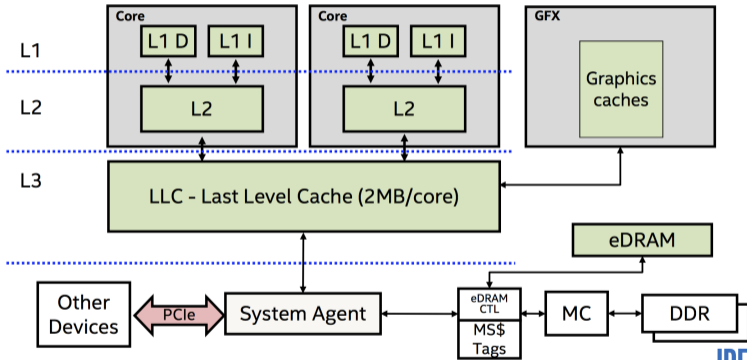 Core
Core
GFX
L1
L1 D
L1 I
L1 D
L1 I
Graphics
caches
L2
L2
L2
L3
LLC - Last Level Cache (2MB/core)
eDRAM
Other
Devices
PCIe
System Agent
eDRAM
CTL
MS$
Tags
MC
DDR